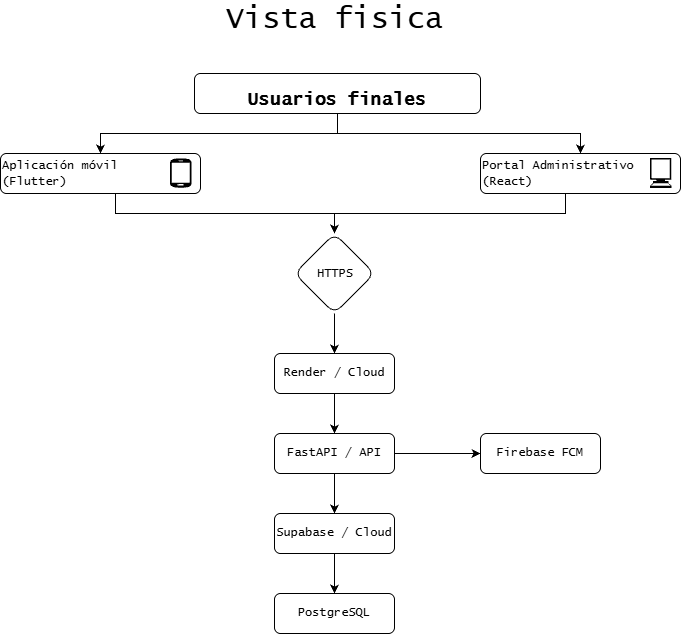 Vista fisica
Usuarios finales
Aplicación móvil
(Flutter)
Portal Administrativo
(React)
HTTPS
Render / Cloud
FastAPI / API
Firebase FCM
Supabase / Cloud
PostgreSQL